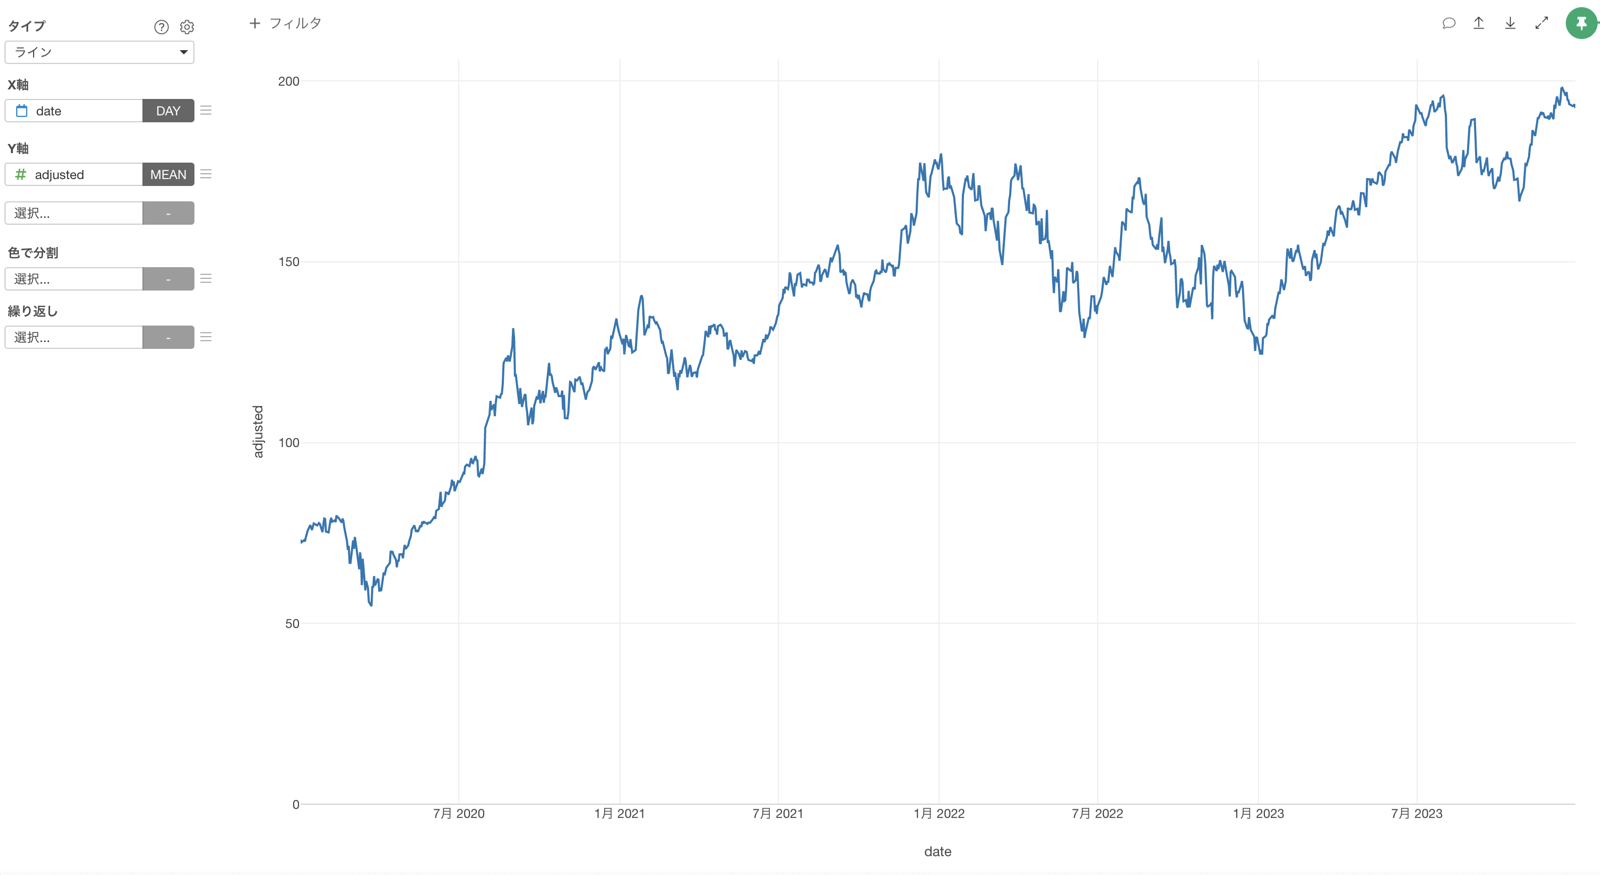 タイプ
ライン
X軸
date DAY
Y軸
adjusted MEAN
選択... -
色で分割
選択... -
繰り返し
選択... -
+ フィルタ
200
150
100
50
0
adjusted
7月 2020
1月 2021
7月 2021
1月 2022
7月 2022
1月 2023
7月 2023
date